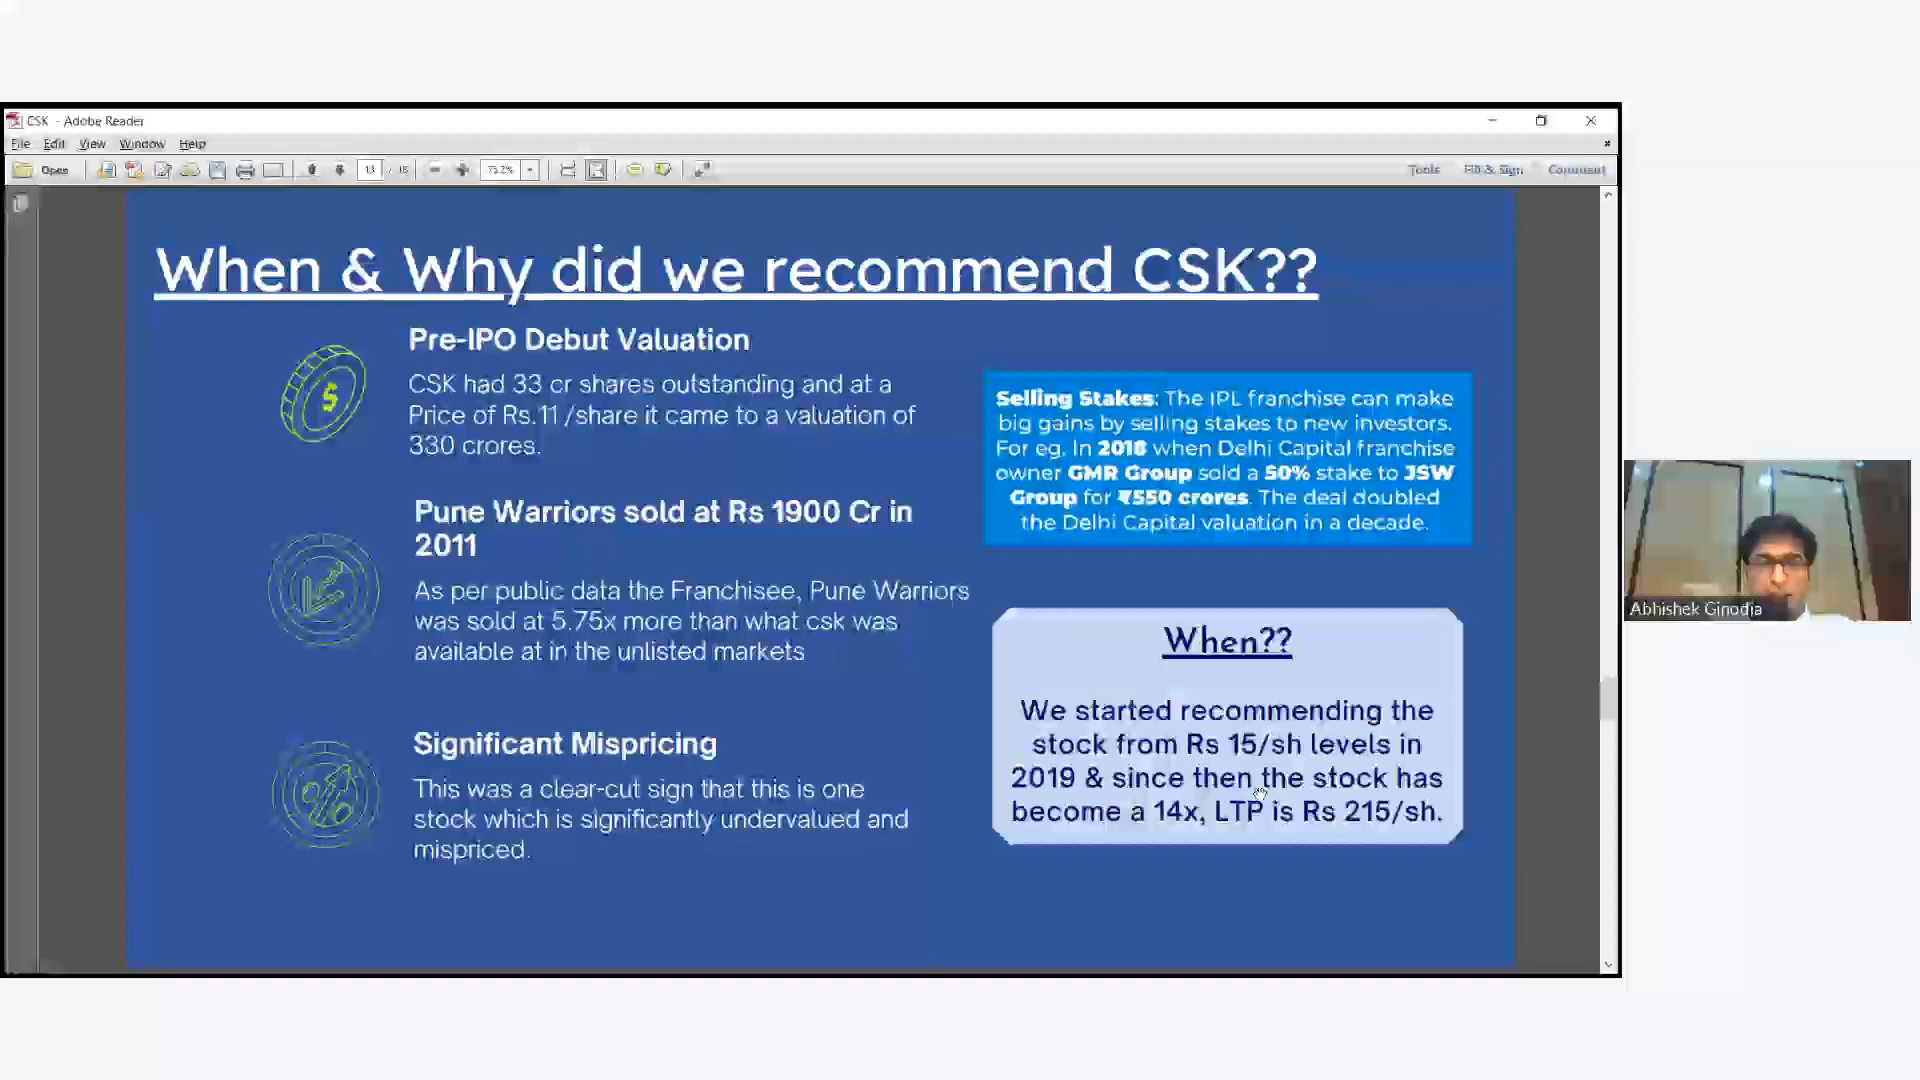 CSK - Adobe Reader
File Edit View Window Help
Open 13 / 75.2% Tools Fill & Sign Comment
When & Why did we recommend CSK??
Pre-IPO Debut Valuation
CSK had 33 cr shares outstanding and at a
Price of Rs.11 /share it came to a valuation of
330 crores.
Pune Warriors sold at Rs 1900 Cr in
2011
As per public data the Franchisee, Pune Warriors
was sold at 5.75x more than what csk was
available at in the unlisted markets
Significant Mispricing
This was a clear-cut sign that this is one
stock which is significantly undervalued and
mispriced.
Selling Stakes: The IPL franchise can make
big gains by selling stakes to new investors.
For eg. In 2018 when Delhi Capital franchise
owner GMR Group sold a 50% stake to JSW
Group for ₹550 crores. The deal doubled
the Delhi Capital valuation in a decade.
When??
We started recommending the
stock from Rs 15/sh levels in
2019 & since then the stock has
become a 14x, LTP is Rs 215/sh.
Abhishek Ginodia